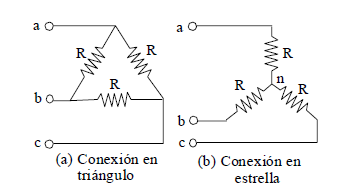 a
R
R
R
b
c
(a) Conexión en
triángulo
a
R
n
R
R
b
c
(b) Conexión en
estrella